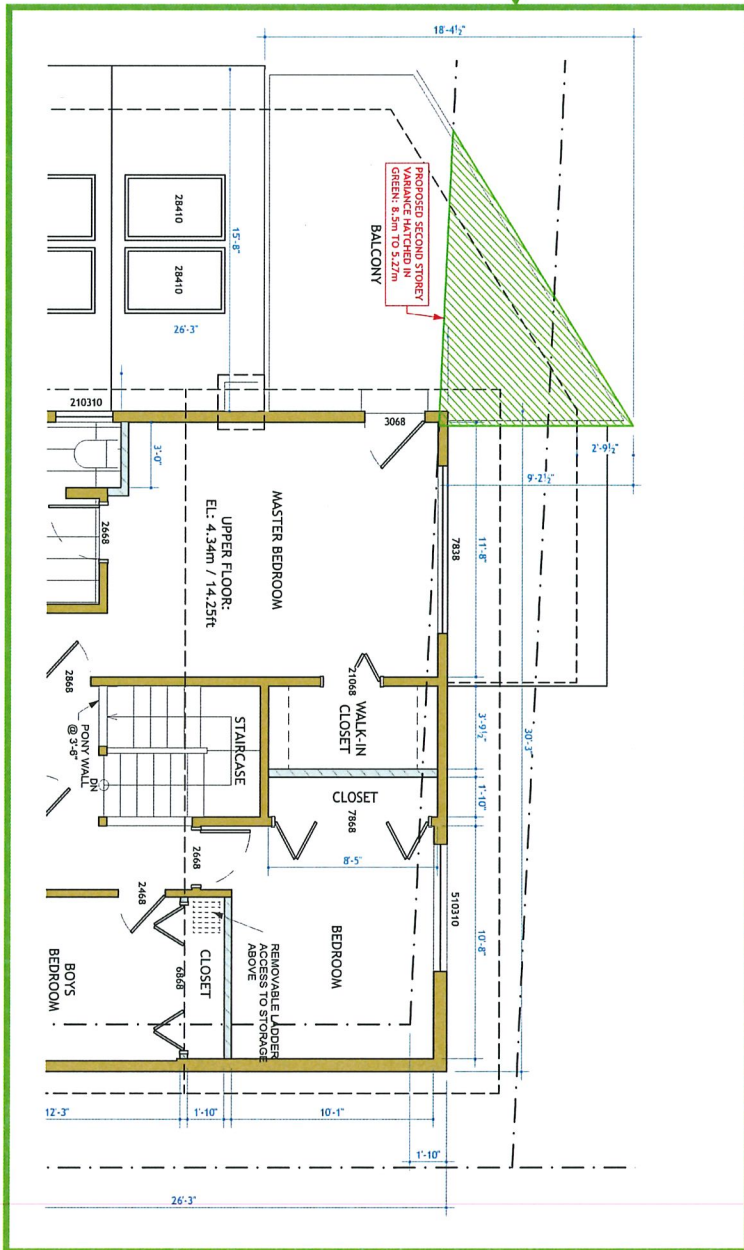 18'-4½"
PROPOSED SECOND STOREY
VARIANCE HATCHED IN
GREEN: 8.5m TO 5.27m
BALCONY
28410
28410
15'-8"
26'-3"
210310
3068
2'-9½"
9'-2½"
3'-0"
MASTER BEDROOM
11'-8"
7838
UPPER FLOOR:
EL: 4.34m / 14.25ft
2668
2868
21068
WALK-IN
CLOSET
3'-9½"
30'-3"
PONY WALL
@ 3'-6"
STAIRCASE
DN
CLOSET
7868
1'-10"
8'-5"
2668
2468
510310
10'-8"
BEDROOM
REMOVABLE LADDER
ACCESS TO STORAGE
ABOVE
CLOSET
6868
BOYS
BEDROOM
12'-3"
1'-10"
10'-1"
1'-10"
26'-3"